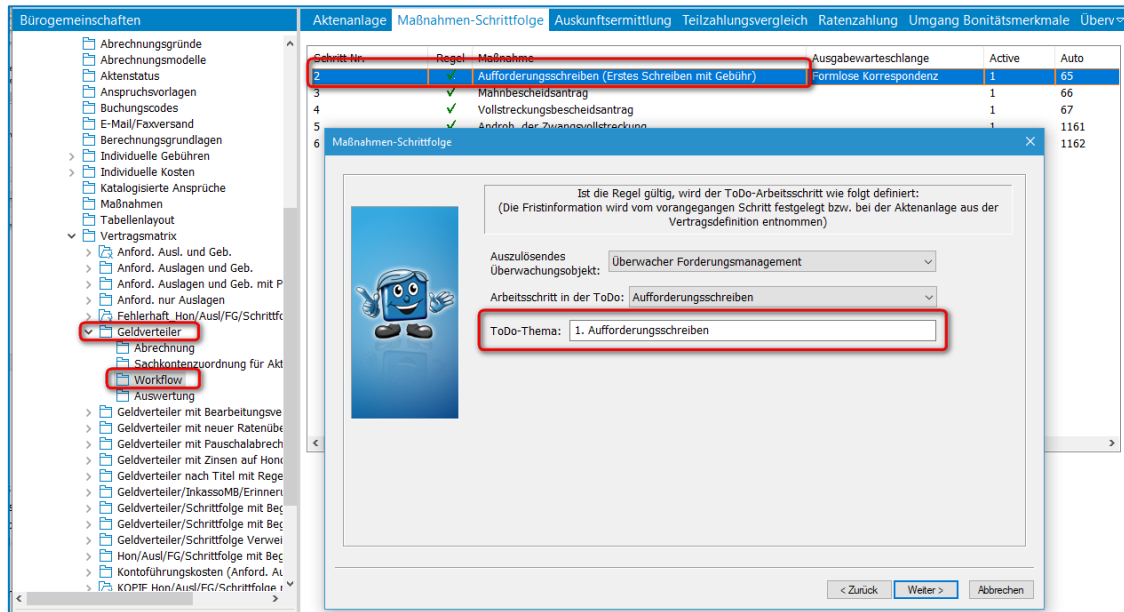 Bürogemeinschaften
Abrechnungsgründe
Abrechnungsmodelle
Aktenstatus
Anspruchsvorlagen
Buchungscodes
E-Mail/Faxversand
Berechnungsgrundlagen
Individuelle Gebühren
Individuelle Kosten
Katalogisierte Ansprüche
Maßnahmen
Tabellenlayout
Vertragsmatrix
Anford. Ausl. und Geb.
Anford. Auslagen und Geb.
Anford. Auslagen und Geb. mit P
Anford. nur Auslagen
Fehlerhaft Hon/Ausl/FG/Schrittfo
Geldverteiler
Abrechnung
Sachkontenzuordnung für Akt
Workflow
Auswertung
Geldverteiler mit Bearbeitungsve
Geldverteiler mit neuer Ratenübe
Geldverteiler mit Pauschalabrech
Geldverteiler mit Zinsen auf Hono
Geldverteiler nach Titel mit Rege
Geldverteiler/InkassoMB/Erinneru
Geldverteiler/Schrittfolge mit Beg
Geldverteiler/Schrittfolge mit Beg
Geldverteiler/Schrittfolge Verwei
Hon/Ausl/FG/Schrittfolge mit Beg
Kontoführungskosten (Anford. Au
KOPIE Hon/Ausl/FG/Schrittfolge
Aktenanlage Maßnahmen-Schrittfolge Auskunftsermittlung Teilzahlungsvergleich Ratenzahlung Umgang Bonitätsmerkmale Überv
Schritt Nr. Regel Maßnahme Ausgabewarteschlange Active Auto
2 ✓ Aufforderungsschreiben (Erstes Schreiben mit Gebühr) Formlose Korrespondenz 1 65
3 ✓ Mahnbescheidsantrag 1 66
4 ✓ Vollstreckungsbescheidsantrag 1 67
5 ✓ Androh. der Zwangsvollstreckung 1 1161
6 1162
Maßnahmen-Schrittfolge
Ist die Regel gültig, wird der ToDo-Arbeitsschritt wie folgt definiert:
(Die Fristinformation wird vom vorangegangen Schritt festgelegt bzw. bei der Aktenanlage aus der
Vertragsdefinition entnommen)
Auszulösendes
Überwachungsobjekt: Überwacher Forderungsmanagement
Arbeitsschritt in der ToDo: Aufforderungsschreiben
ToDo-Thema: 1. Aufforderungsschreiben
< Zurück Weiter > Abbrechen